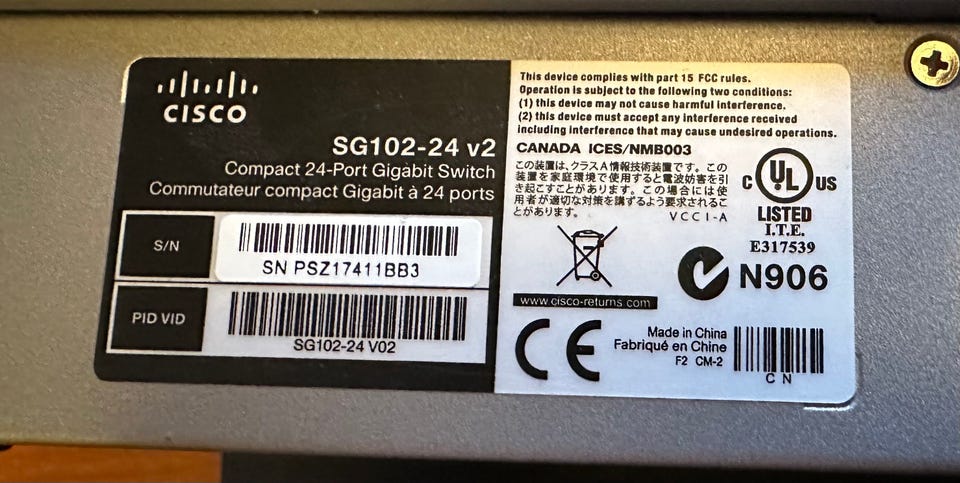 CISCO
SG102-24 v2
Compact 24-Port Gigabit Switch
Commutateur compact Gigabit à 24 ports
S/N
SN PSZ17411BB3
PID VID
SG102-24 V02
This device complies with part 15 FCC rules.
Operation is subject to the following two conditions:
(1) this device may not cause harmful interference.
(2) this device must accept any interference received
including interference that may cause undesired operations.
CANADA ICES/NMB003
この装置は、クラスA情報技術装置です。この
装置を家庭環境で使用すると電波妨害を引
き起こすことがあります。この場合には使
用者が適切な対策を講ずるよう要求されるこ
とがあります。
VCCI-A
C UL US
LISTED
I.T.E.
E317539
N906
www.cisco-returns.com
CE
Made in China
Fabriqué en Chine
F2 CM-2
C N